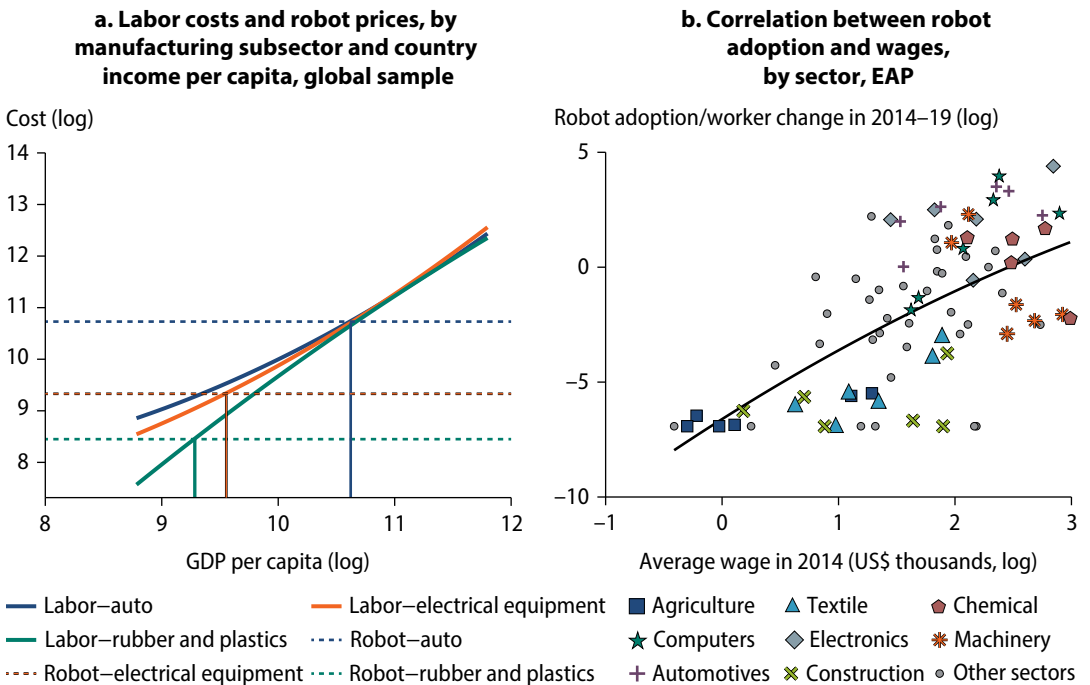 a. Labor costs and robot prices, by
manufacturing subsector and country
income per capita, global sample
Cost (log)
14
13
12
11
10
9
8
8
9
10
11
12
GDP per capita (log)
b. Correlation between robot
adoption and wages,
by sector, EAP
Robot adoption/worker change in 2014–19 (log)
5
0
−5
−10
−1
0
1
2
3
Average wage in 2014 (US$ thousands, log)
Labor–auto
Labor–electrical equipment
Labor–rubber and plastics
Robot–auto
Robot–electrical equipment
Robot–rubber and plastics
Agriculture
Textile
Chemical
Computers
Electronics
Machinery
Automotives
Construction
Other sectors